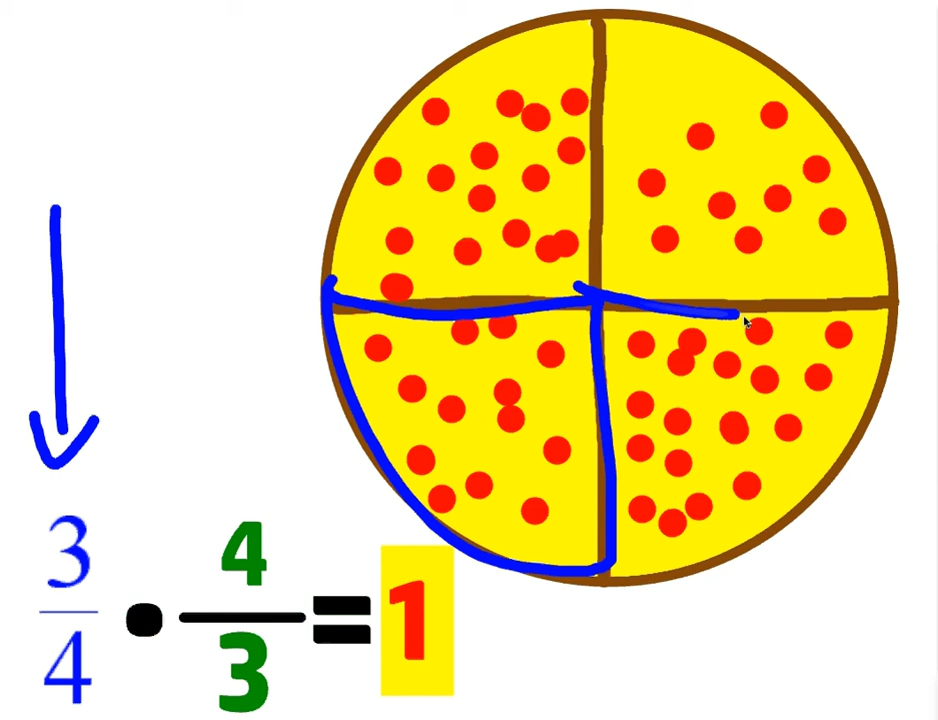 3/4 • 4/3 = 1